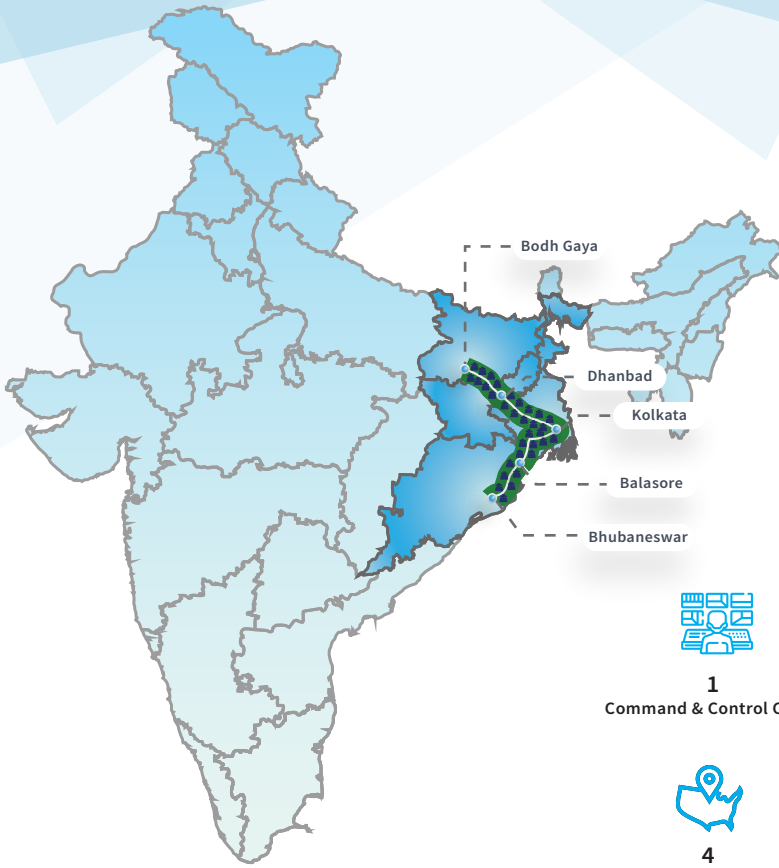 Bodh Gaya
Dhanbad
Kolkata
Balasore
Bhubaneswar
1
Command & Control
4